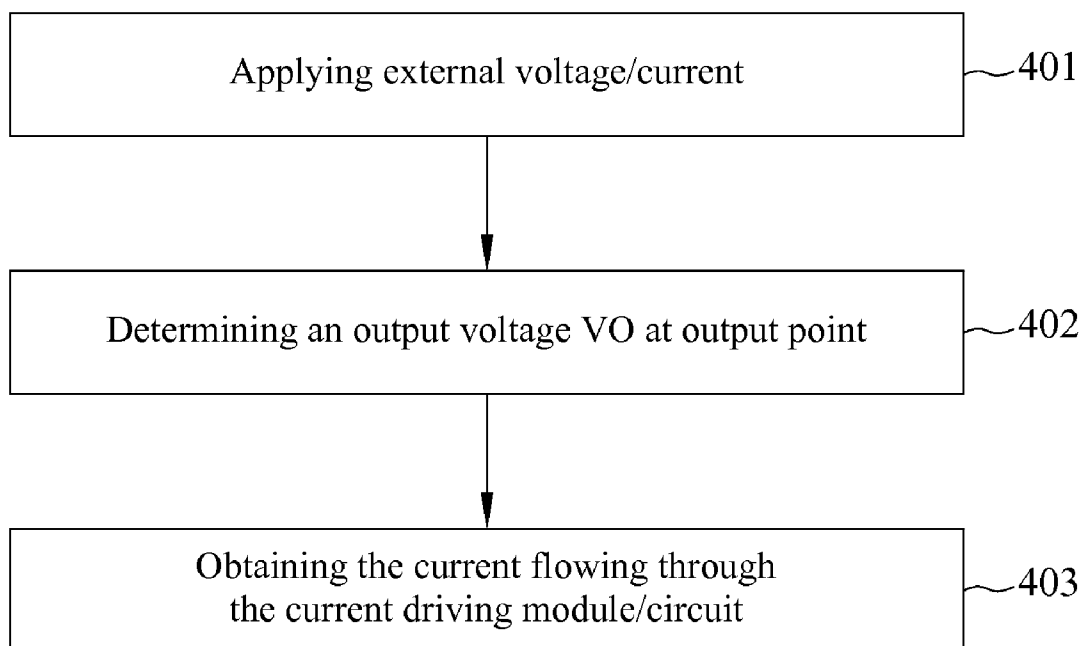 Applying external voltage/current
401
Determining an output voltage VO at output point
402
Obtaining the current flowing through
the current driving module/circuit
403